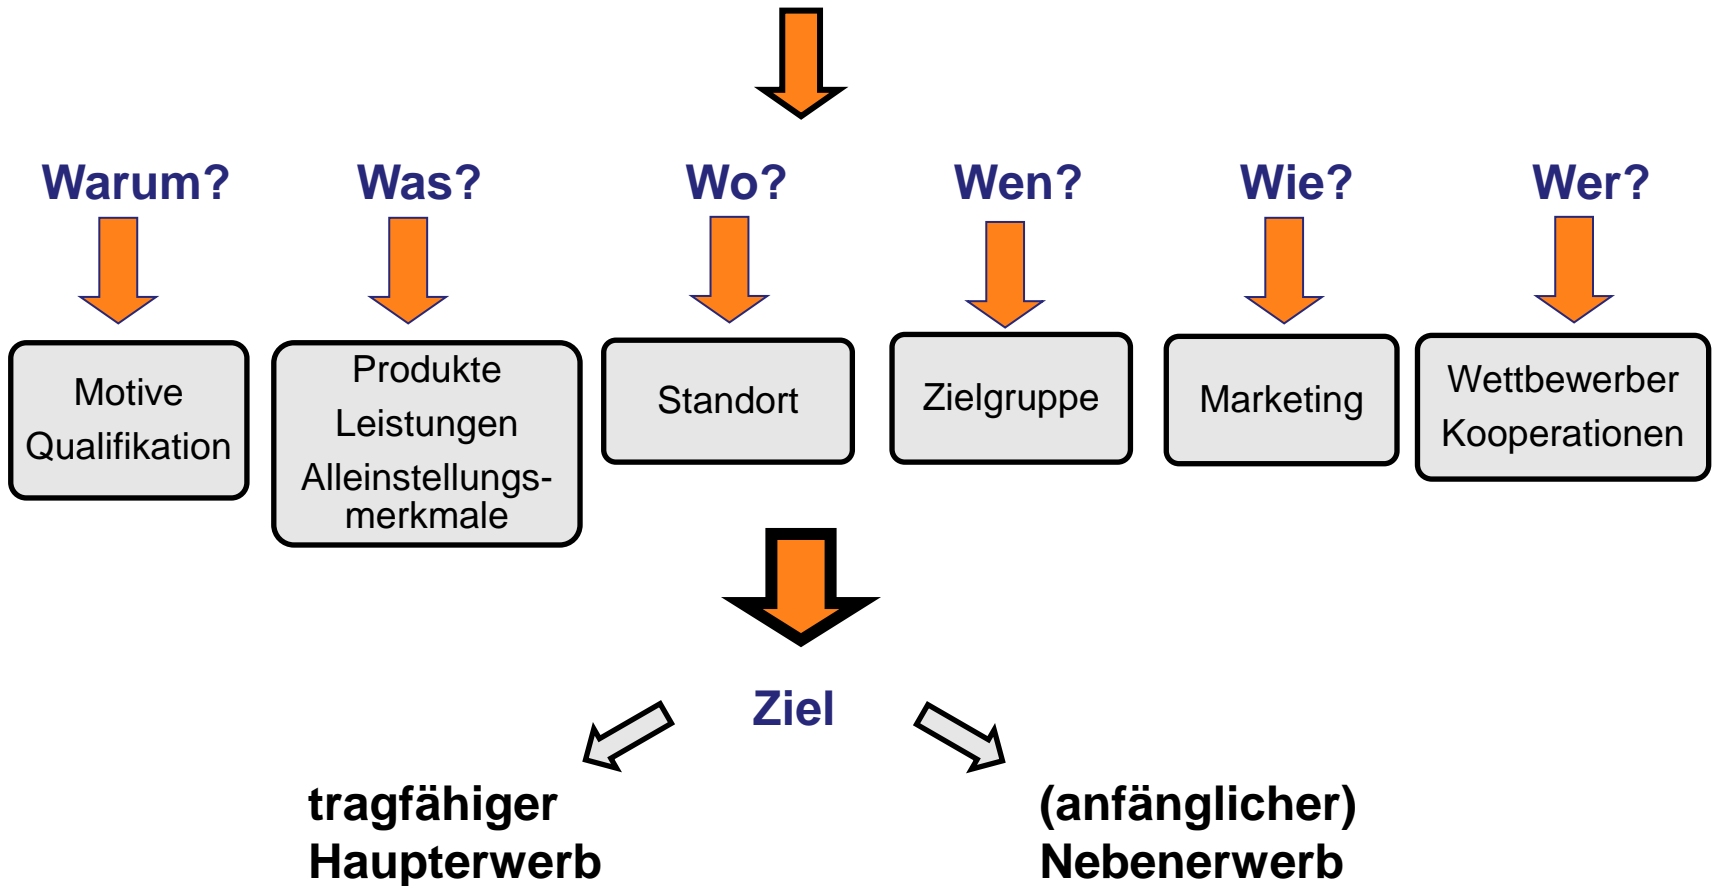 Warum?
Was?
Wo?
Wen?
Wie?
Wer?
Motive
Qualifikation
Produkte
Leistungen
Alleinstellungs-
merkmale
Standort
Zielgruppe
Marketing
Wettbewerber
Kooperationen
Ziel
tragfähiger
Haupterwerb
(anfänglicher)
Nebenerwerb